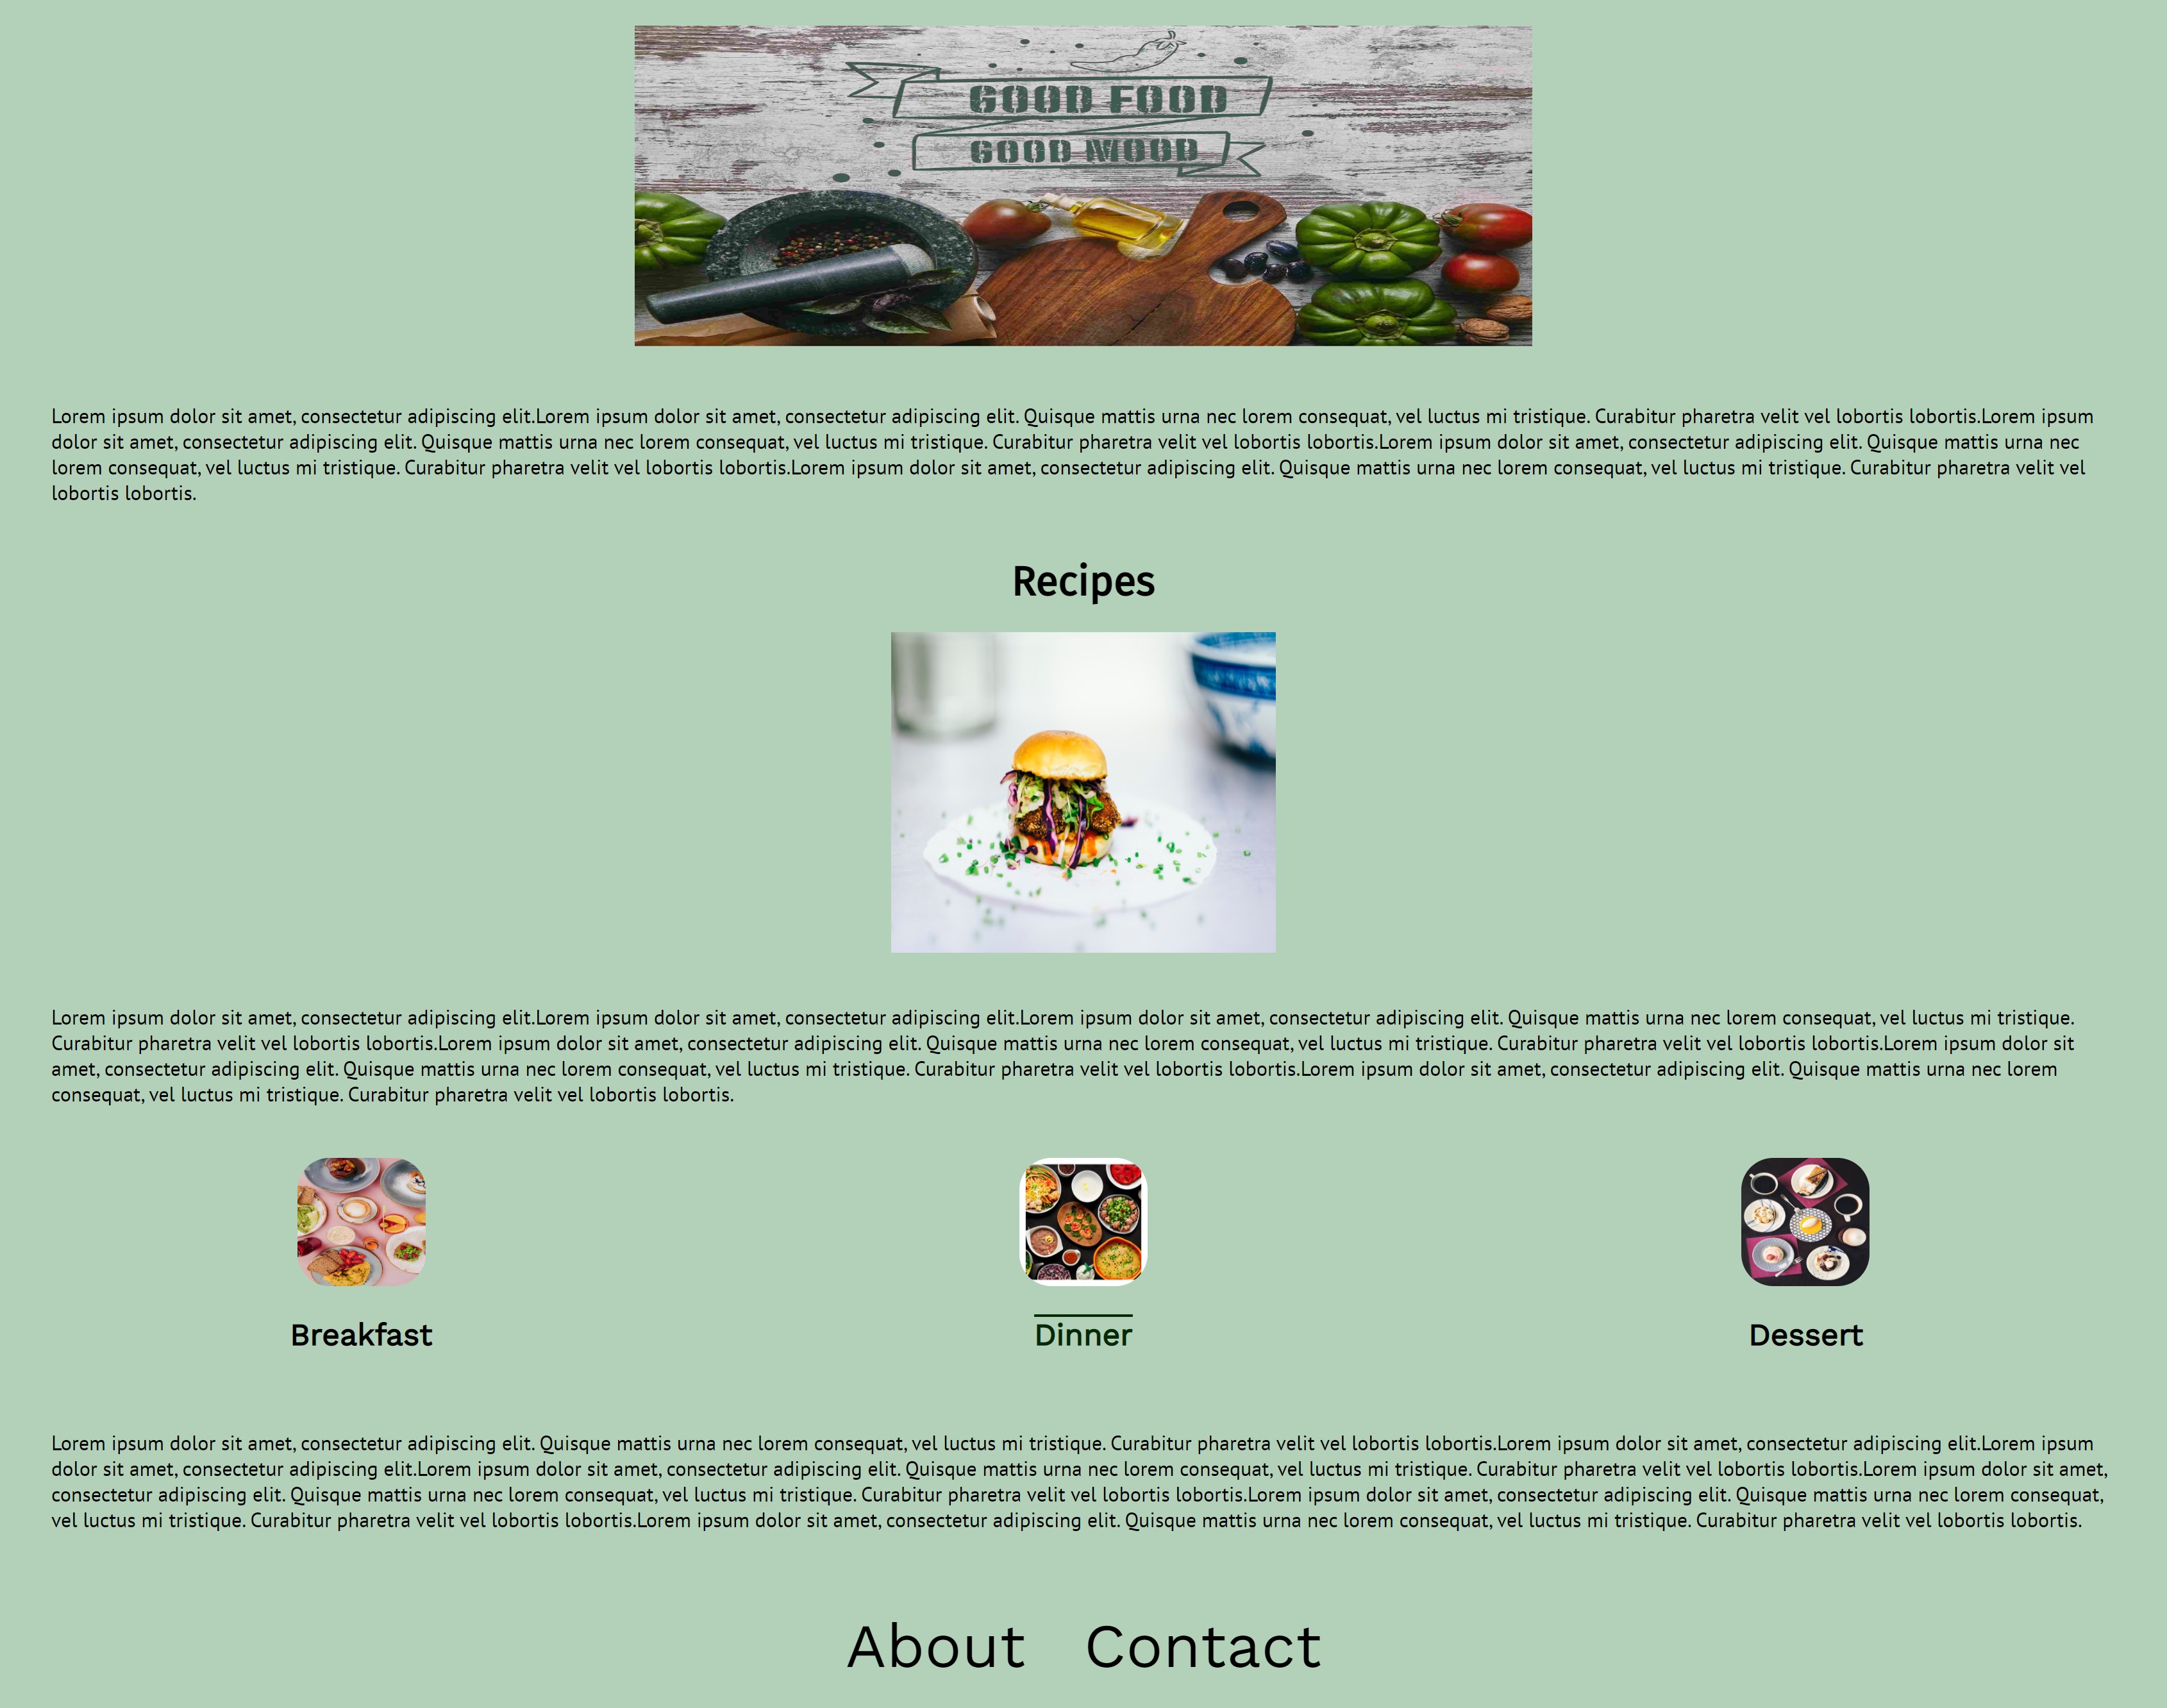 GOOD FOOD
GOOD MOOD
Lorem ipsum dolor sit amet, consectetur adipiscing elit.Lorem ipsum dolor sit amet, consectetur adipiscing elit. Quisque mattis urna nec lorem consequat, vel luctus mi tristique. Curabitur pharetra velit vel lobortis lobortis.Lorem ipsum
dolor sit amet, consectetur adipiscing elit. Quisque mattis urna nec lorem consequat, vel luctus mi tristique. Curabitur pharetra velit vel lobortis lobortis.Lorem ipsum dolor sit amet, consectetur adipiscing elit. Quisque mattis urna nec
lorem consequat, vel luctus mi tristique. Curabitur pharetra velit vel lobortis lobortis.Lorem ipsum dolor sit amet, consectetur adipiscing elit. Quisque mattis urna nec lorem consequat, vel luctus mi tristique. Curabitur pharetra velit vel
lobortis lobortis.
Recipes
Lorem ipsum dolor sit amet, consectetur adipiscing elit.Lorem ipsum dolor sit amet, consectetur adipiscing elit.Lorem ipsum dolor sit amet, consectetur adipiscing elit. Quisque mattis urna nec lorem consequat, vel luctus mi tristique.
Curabitur pharetra velit vel lobortis lobortis.Lorem ipsum dolor sit amet, consectetur adipiscing elit. Quisque mattis urna nec lorem consequat, vel luctus mi tristique. Curabitur pharetra velit vel lobortis lobortis.Lorem ipsum dolor sit
amet, consectetur adipiscing elit. Quisque mattis urna nec lorem consequat, vel luctus mi tristique. Curabitur pharetra velit vel lobortis lobortis.Lorem ipsum dolor sit amet, consectetur adipiscing elit. Quisque mattis urna nec lorem
consequat, vel luctus mi tristique. Curabitur pharetra velit vel lobortis lobortis.
Breakfast
Dinner
Dessert
Lorem ipsum dolor sit amet, consectetur adipiscing elit. Quisque mattis urna nec lorem consequat, vel luctus mi tristique. Curabitur pharetra velit vel lobortis lobortis.Lorem ipsum dolor sit amet, consectetur adipiscing elit.Lorem ipsum
dolor sit amet, consectetur adipiscing elit.Lorem ipsum dolor sit amet, consectetur adipiscing elit. Quisque mattis urna nec lorem consequat, vel luctus mi tristique. Curabitur pharetra velit vel lobortis lobortis.Lorem ipsum dolor sit amet,
consectetur adipiscing elit. Quisque mattis urna nec lorem consequat, vel luctus mi tristique. Curabitur pharetra velit vel lobortis lobortis.Lorem ipsum dolor sit amet, consectetur adipiscing elit. Quisque mattis urna nec lorem consequat,
vel luctus mi tristique. Curabitur pharetra velit vel lobortis lobortis.Lorem ipsum dolor sit amet, consectetur adipiscing elit. Quisque mattis urna nec lorem consequat, vel luctus mi tristique. Curabitur pharetra velit vel lobortis lobortis.
About Contact